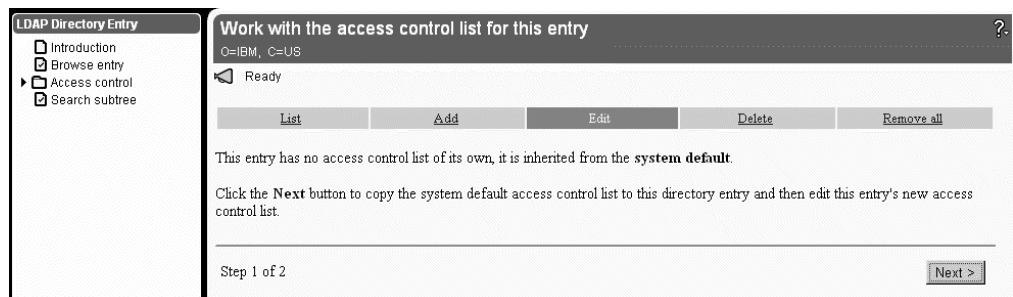 LDAP Directory Entry
Introduction
Browse entry
Access control
Search subtree
Work with the access control list for this entry
O=IBM, C=US
?
Ready
List Add Edit Delete Remove all
This entry has no access control list of its own, it is inherited from the system default.
Click the Next button to copy the system default access control list to this directory entry and then edit this entry's new access
control list.
Step 1 of 2
Next >